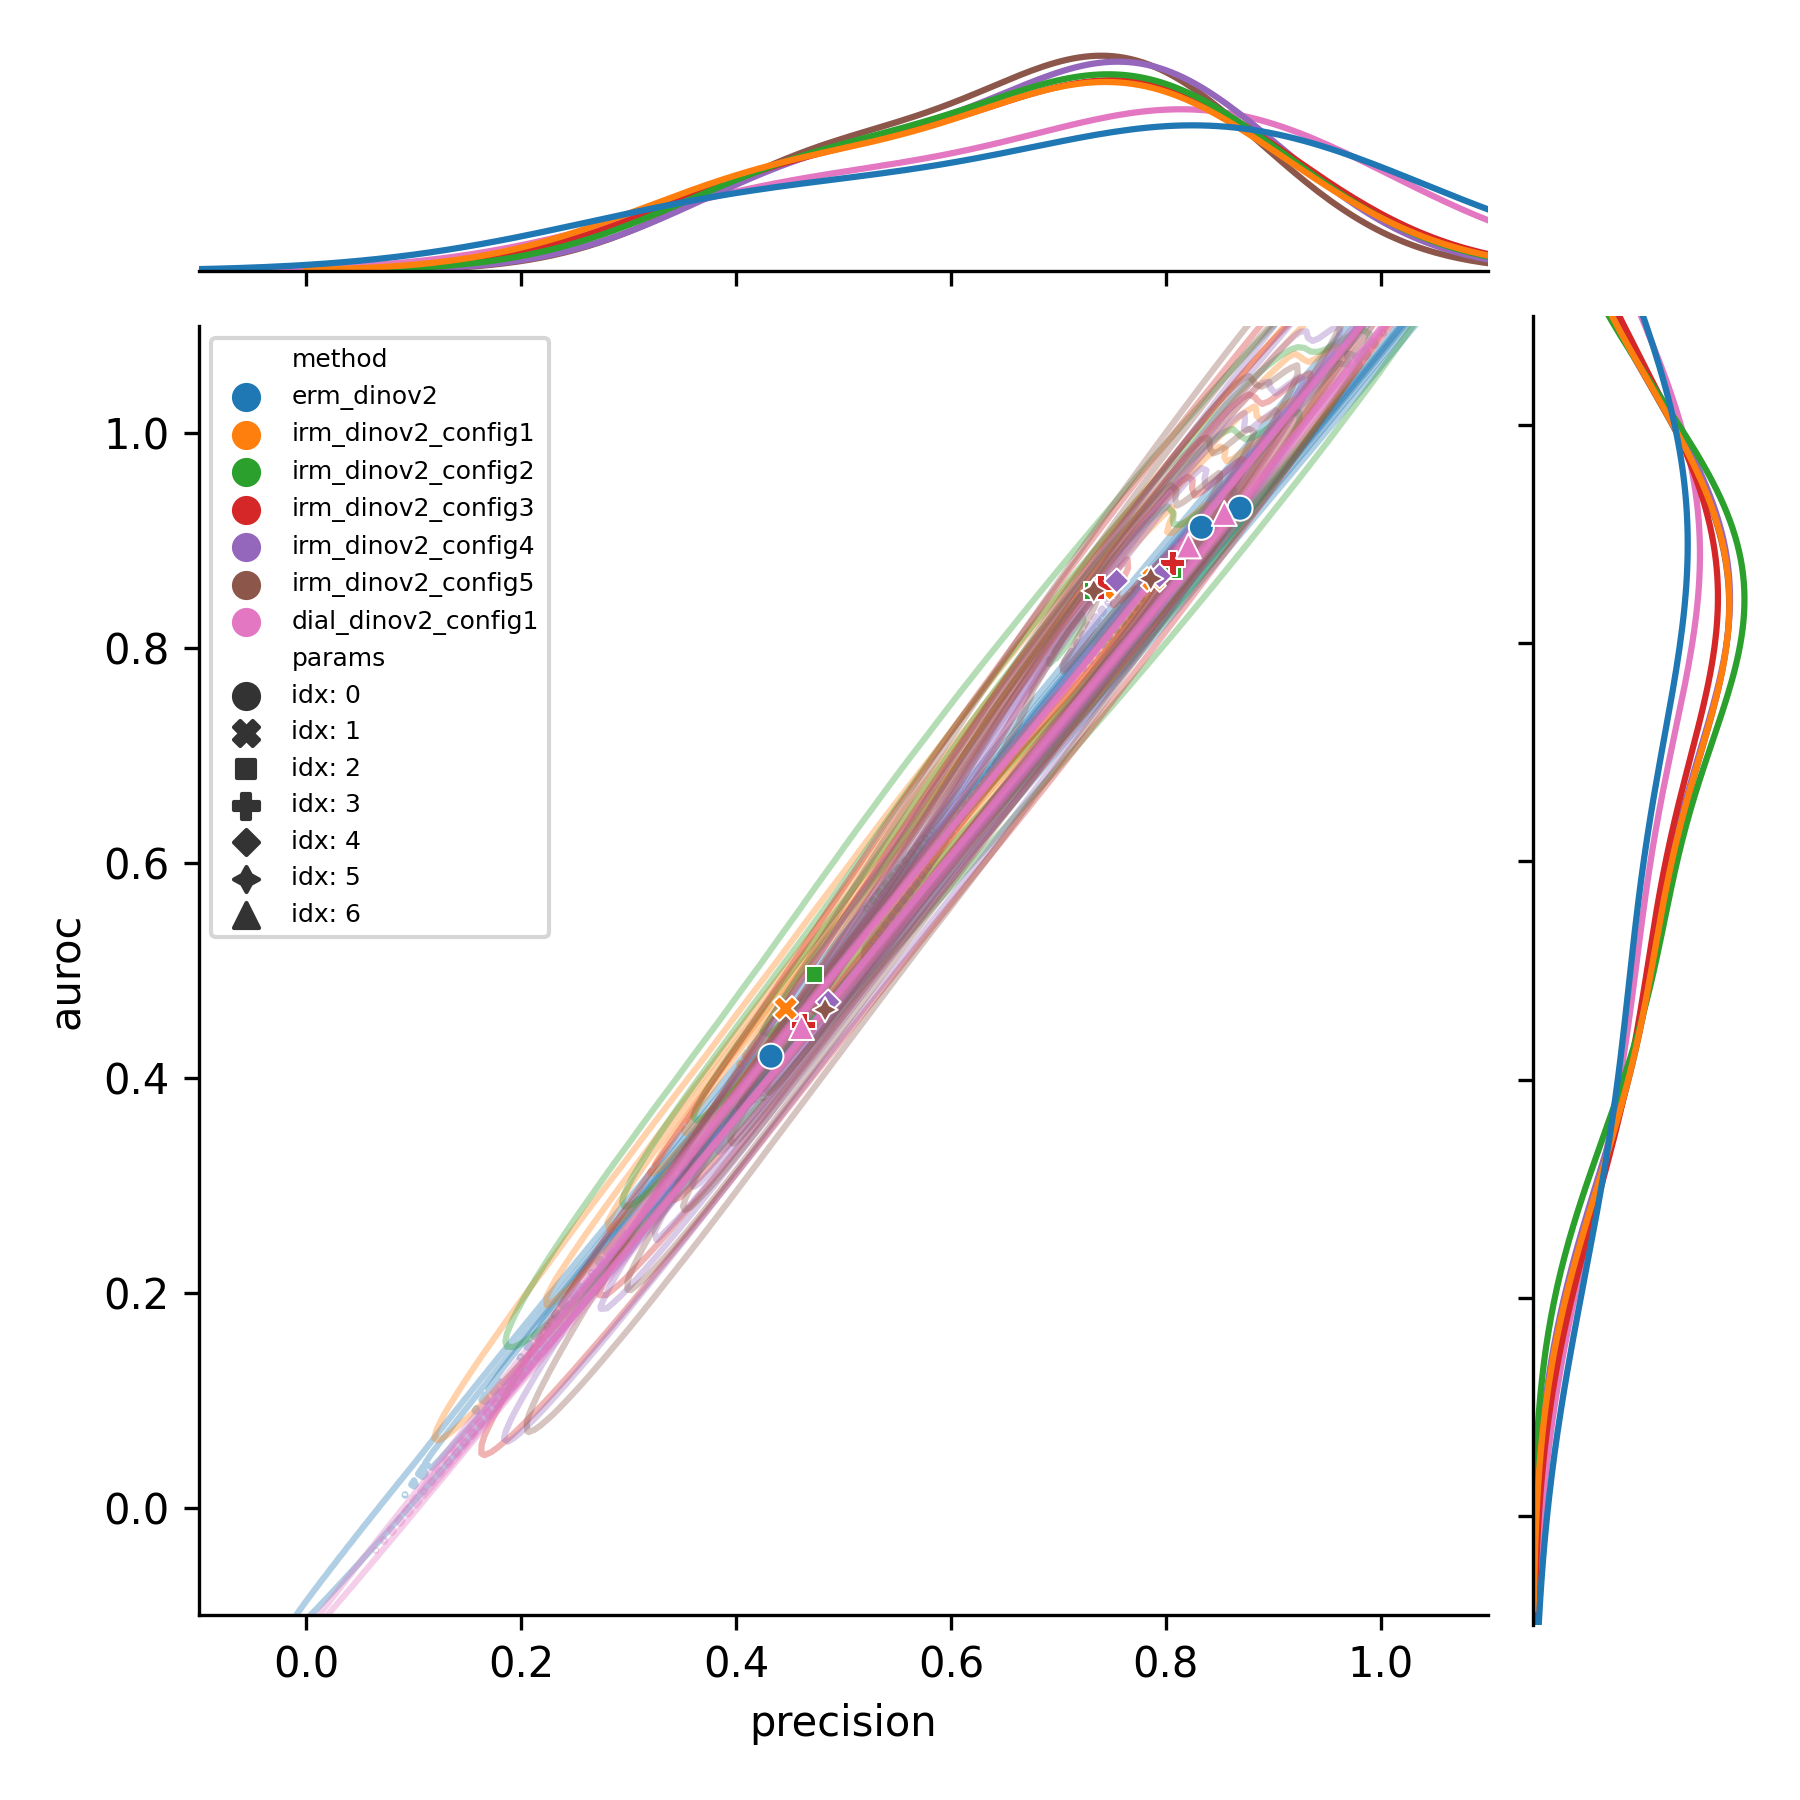 method
erm_dinov2
irm_dinov2_config1
irm_dinov2_config2
irm_dinov2_config3
irm_dinov2_config4
irm_dinov2_config5
dial_dinov2_config1
params
idx: 0
idx: 1
idx: 2
idx: 3
idx: 4
idx: 5
idx: 6
1.0
0.8
0.6
0.4
0.2
0.0
auroc
0.0 0.2 0.4 0.6 0.8 1.0
precision